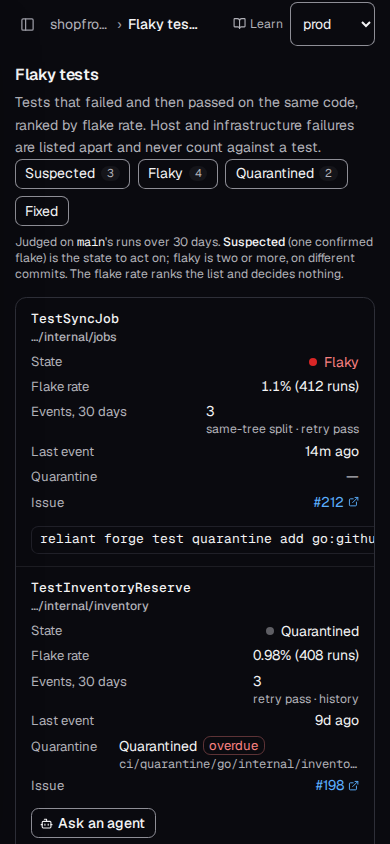 shopfro… › Flaky tes… Learn prod
Flaky tests
Tests that failed and then passed on the same code,
ranked by flake rate. Host and infrastructure failures
are listed apart and never count against a test.
Suspected 3 Flaky 4 Quarantined 2
Fixed
Judged on main's runs over 30 days. Suspected (one confirmed
flake) is the state to act on; flaky is two or more, on different
commits. The flake rate ranks the list and decides nothing.
TestSyncJob
…/internal/jobs
State Flaky
Flake rate 1.1% (412 runs)
Events, 30 days 3
same-tree split · retry pass
Last event 14m ago
Quarantine —
Issue #212
reliant forge test quarantine add go:githu
TestInventoryReserve
…/internal/inventory
State Quarantined
Flake rate 0.98% (408 runs)
Events, 30 days 3
retry pass · history
Last event 9d ago
Quarantine Quarantined overdue
ci/quarantine/go/internal/invento…
Issue #198
Ask an agent